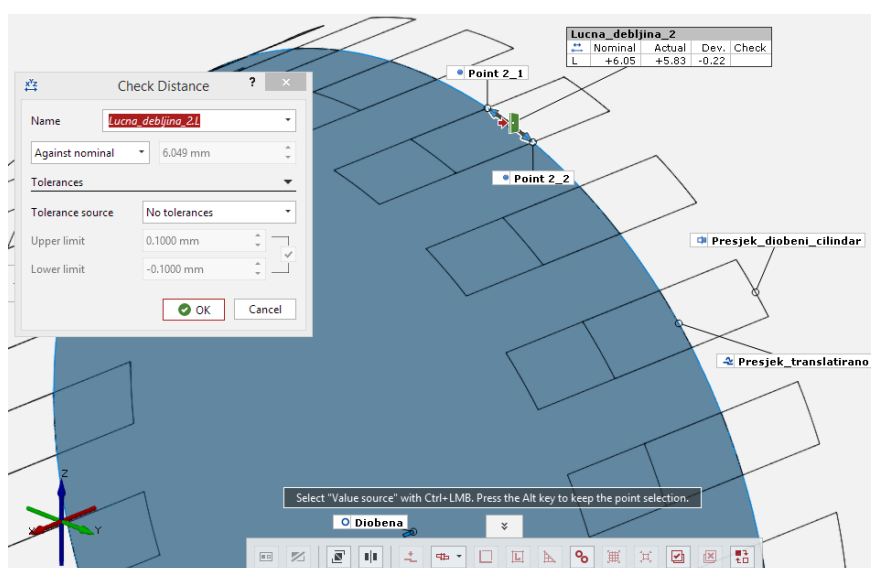 Lucna_debljina_2
Nominal Actual Dev. Check
L +6.05 +5.83 -0.22
Point 2_1
Check Distance ? ×
Name Lucna_debljina_2.L
Against nominal 6.049 mm
Tolerances
Tolerance source No tolerances
Upper limit 0.1000 mm
Lower limit -0.1000 mm
OK Cancel
Point 2_2
Presjek_diobeni_cilindar
Presjek_translatirano
Z
X Y
Select "Value source" with Ctrl+LMB. Press the Alt key to keep the point selection.
Diobena